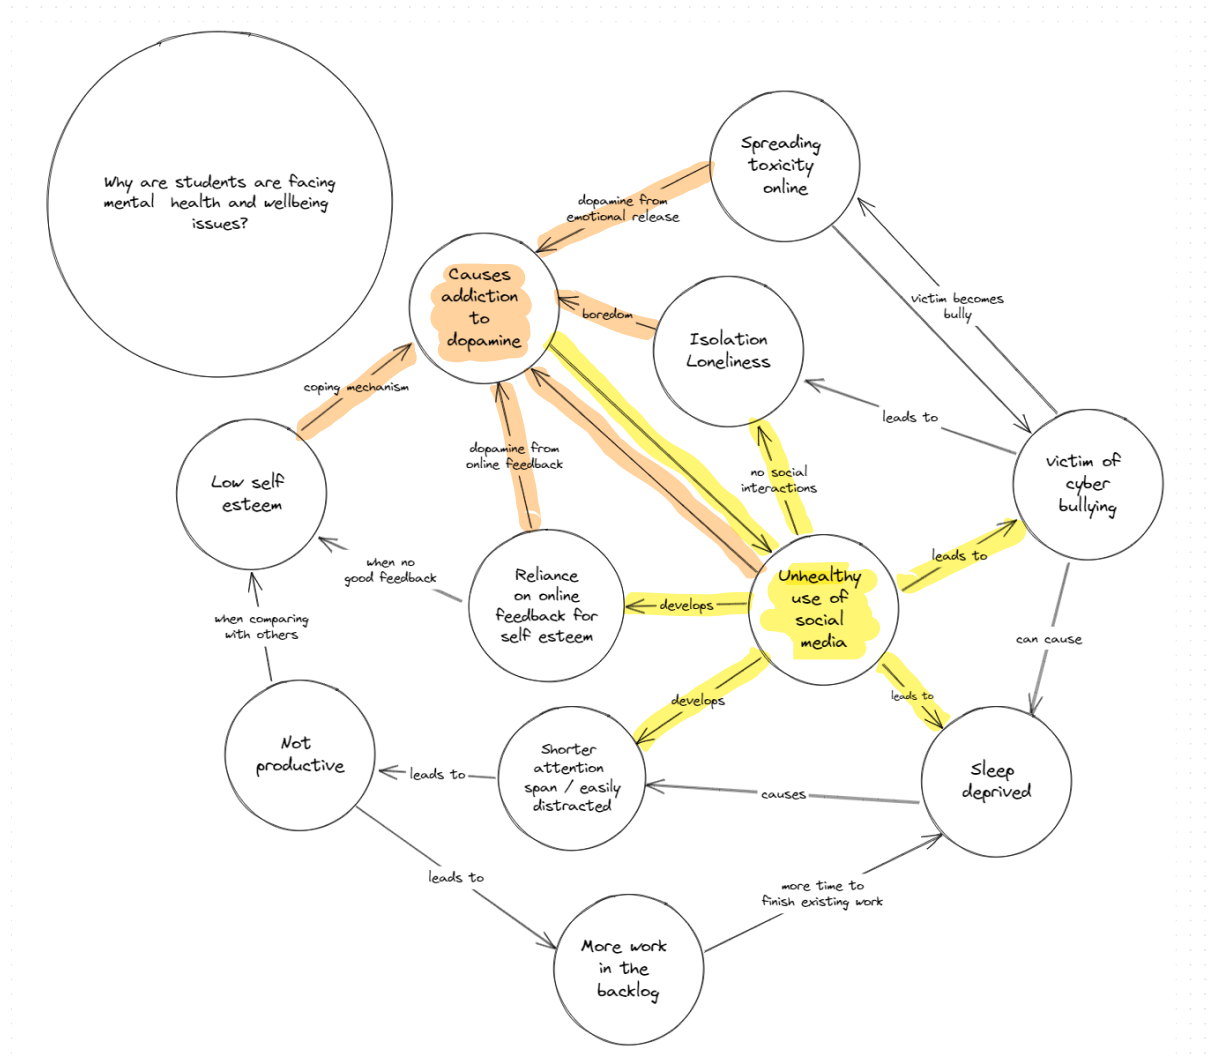 Why are students are facing
mental health and wellbeing
issues?
Spreading
toxicity
online
dopamine from
emotional release
Causes
addiction
to
dopamine
boredom
Isolation
Loneliness
victim becomes
bully
coping mechanism
leads to
dopamine from
online feedback
no social
interactions
victim of
cyber
bullying
Low self
esteem
when no
good feedback
Reliance
on online
feedback for
self esteem
develops
Unhealthy
use of
social
media
leads to
when comparing
with others
can cause
develops
leads to
Not
productive
leads to
Shorter
attention
span / easily
distracted
causes
Sleep
deprived
leads to
more time to
finish existing work
More work
in the
backlog